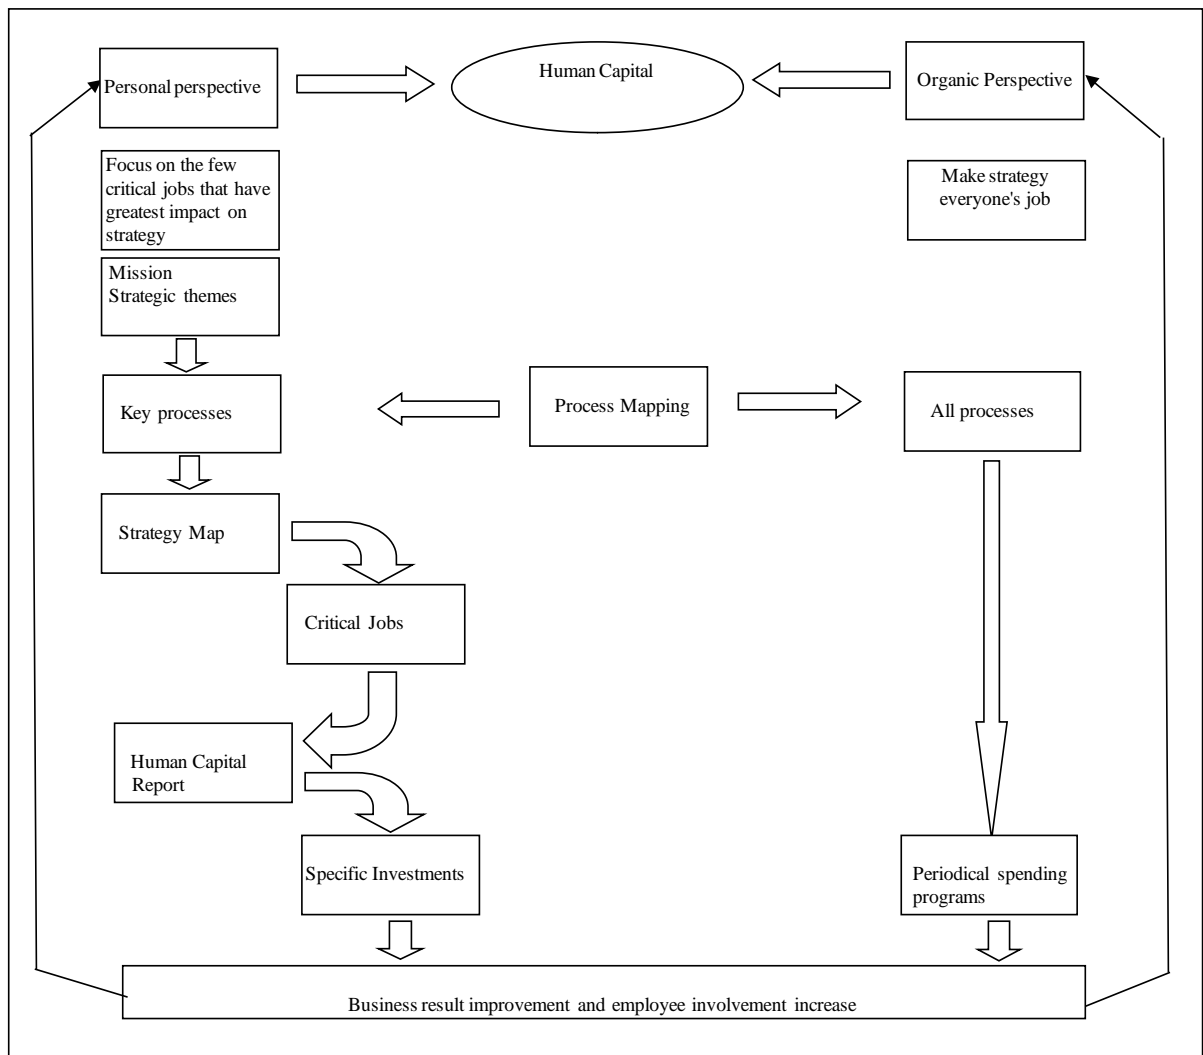 Personal perspective
Human Capital
Organic Perspective
Focus on the few
critical jobs that have
greatest impact on
strategy
Make strategy
everyone's job
Mission
Strategic themes
Key processes
Process Mapping
All processes
Strategy Map
Critical Jobs
Human Capital
Report
Specific Investments
Periodical spending
programs
Business result improvement and employee involvement increase